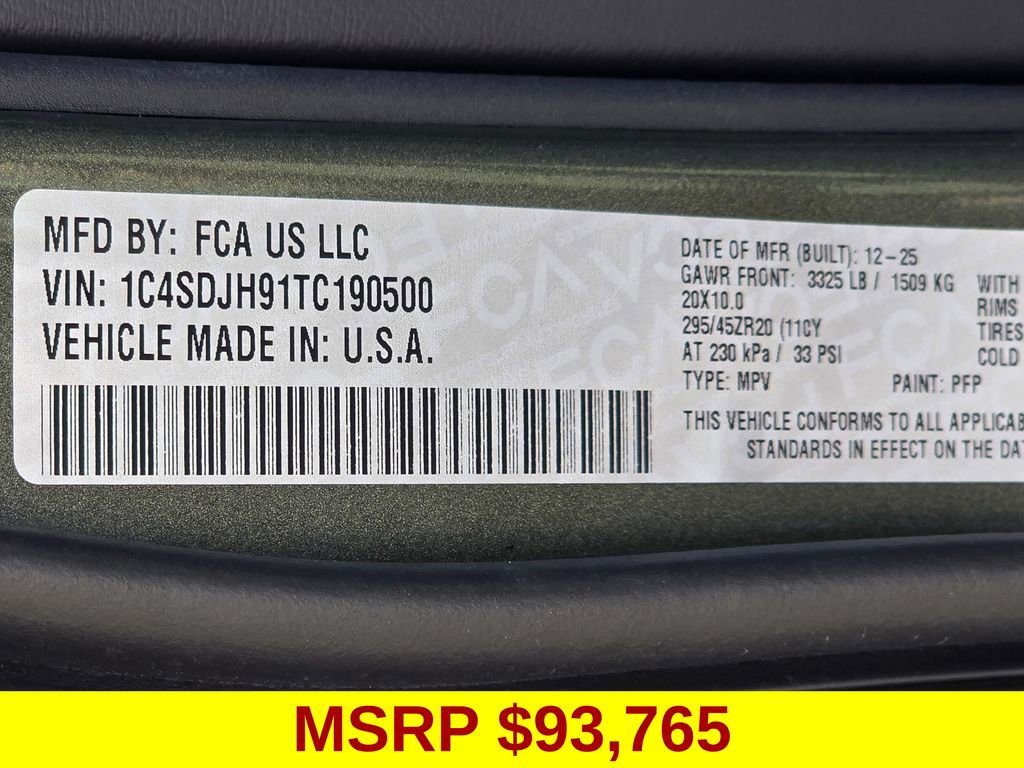 MFD BY: FCA US LLC
VIN: 1C4SDJH91TC190500
VEHICLE MADE IN: U.S.A.
DATE OF MFR (BUILT): 12-25
GAWR FRONT: 3325 LB / 1509 KG WITH
20X10.0 RIMS
295/45ZR20 (110Y TIRES
AT 230 kPa / 33 PSI COLD
TYPE: MPV PAINT: PFP
THIS VEHICLE CONFORMS TO ALL APPLICAB
STANDARDS IN EFFECT ON THE DA
MSRP $93,765